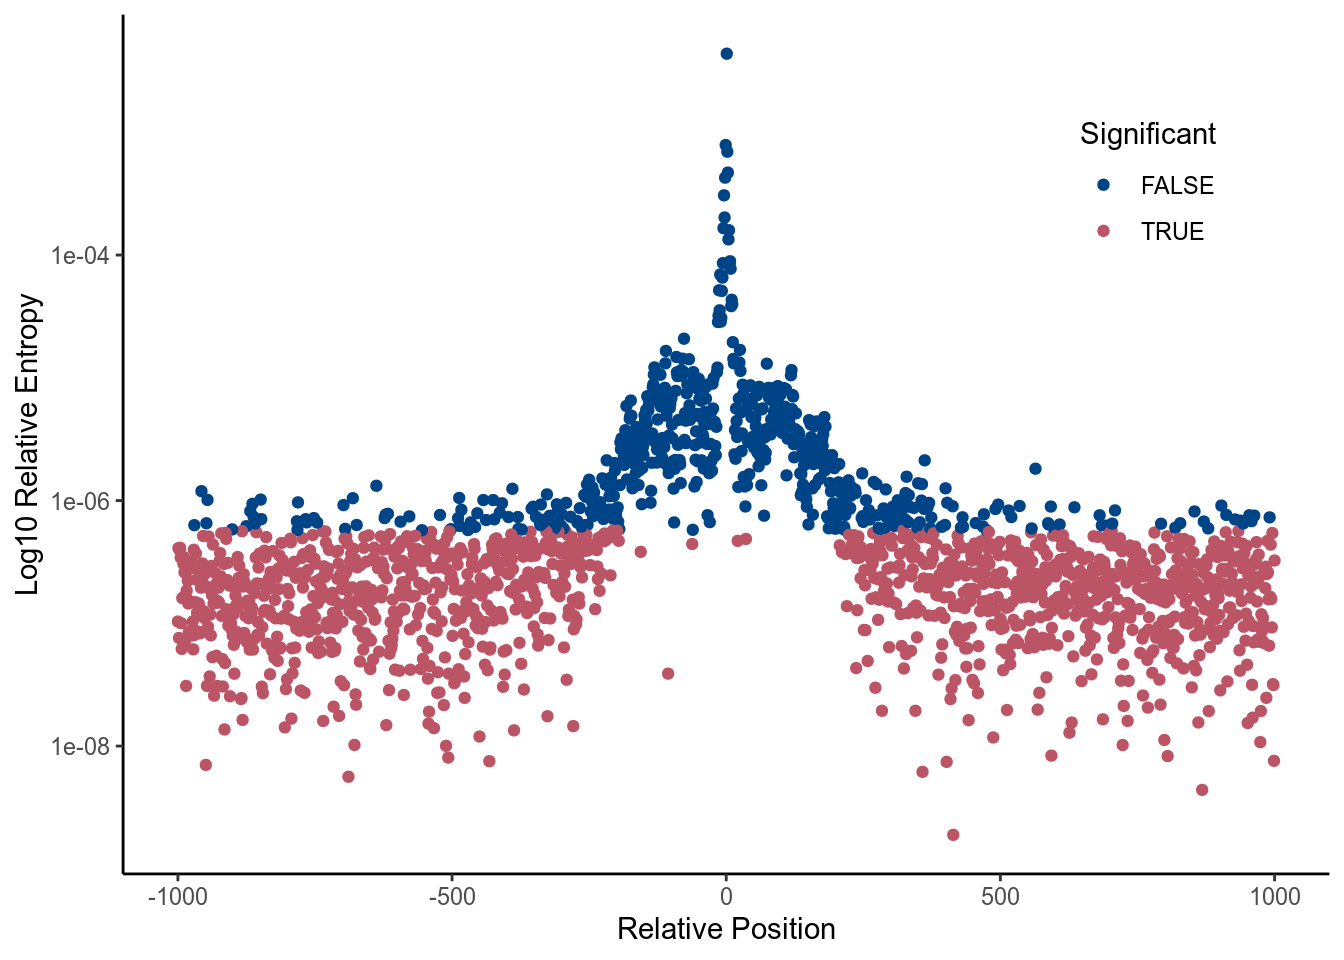 Significant
FALSE
TRUE
Log10 Relative Entropy
1e-04
1e-06
1e-08
-1000
-500
0
500
1000
Relative Position